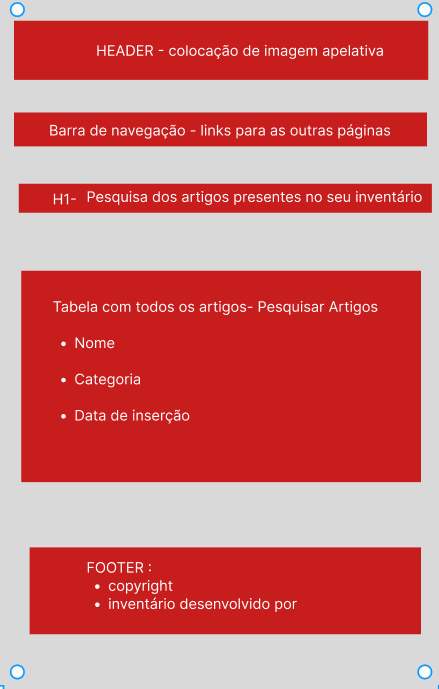 HEADER - colocação de imagem apelativa
Barra de navegação - links para as outras páginas
H1- Pesquisa dos artigos presentes no seu inventário
Tabela com todos os artigos- Pesquisar Artigos
• Nome
• Categoria
• Data de inserção
FOOTER :
• copyright
• inventário desenvolvido por